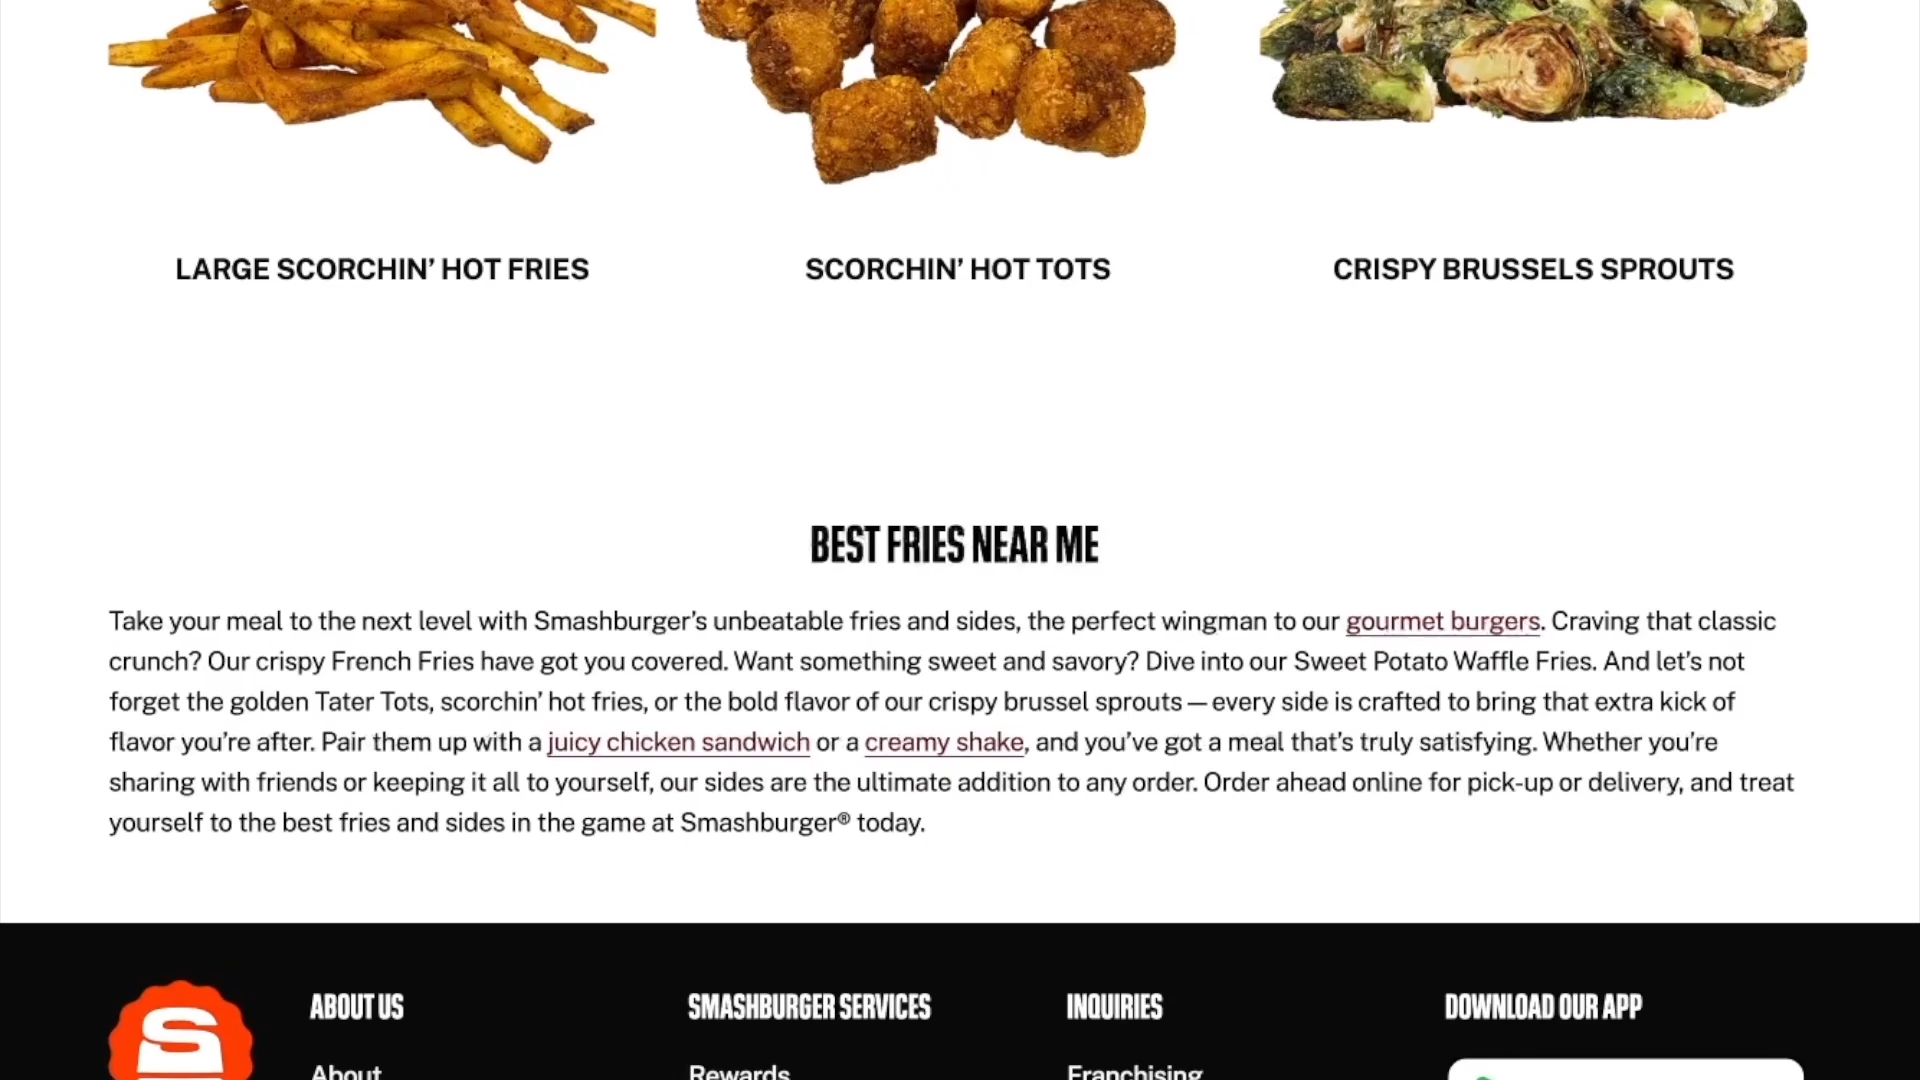 LARGE SCORCHIN’ HOT FRIES
SCORCHIN’ HOT TOTS
CRISPY BRUSSELS SPROUTS
BEST FRIES NEAR ME
Take your meal to the next level with Smashburger’s unbeatable fries and sides, the perfect wingman to our gourmet burgers. Craving that classic
crunch? Our crispy French Fries have got you covered. Want something sweet and savory? Dive into our Sweet Potato Waffle Fries. And let’s not
forget the golden Tater Tots, scorchin’ hot fries, or the bold flavor of our crispy brussel sprouts — every side is crafted to bring that extra kick of
flavor you’re after. Pair them up with a juicy chicken sandwich or a creamy shake, and you’ve got a meal that’s truly satisfying. Whether you’re
sharing with friends or keeping it all to yourself, our sides are the ultimate addition to any order. Order ahead online for pick-up or delivery, and treat
yourself to the best fries and sides in the game at Smashburger® today.
S
ABOUT US
SMASHBURGER SERVICES
INQUIRIES
DOWNLOAD OUR APP
About
Rewards
Franchising